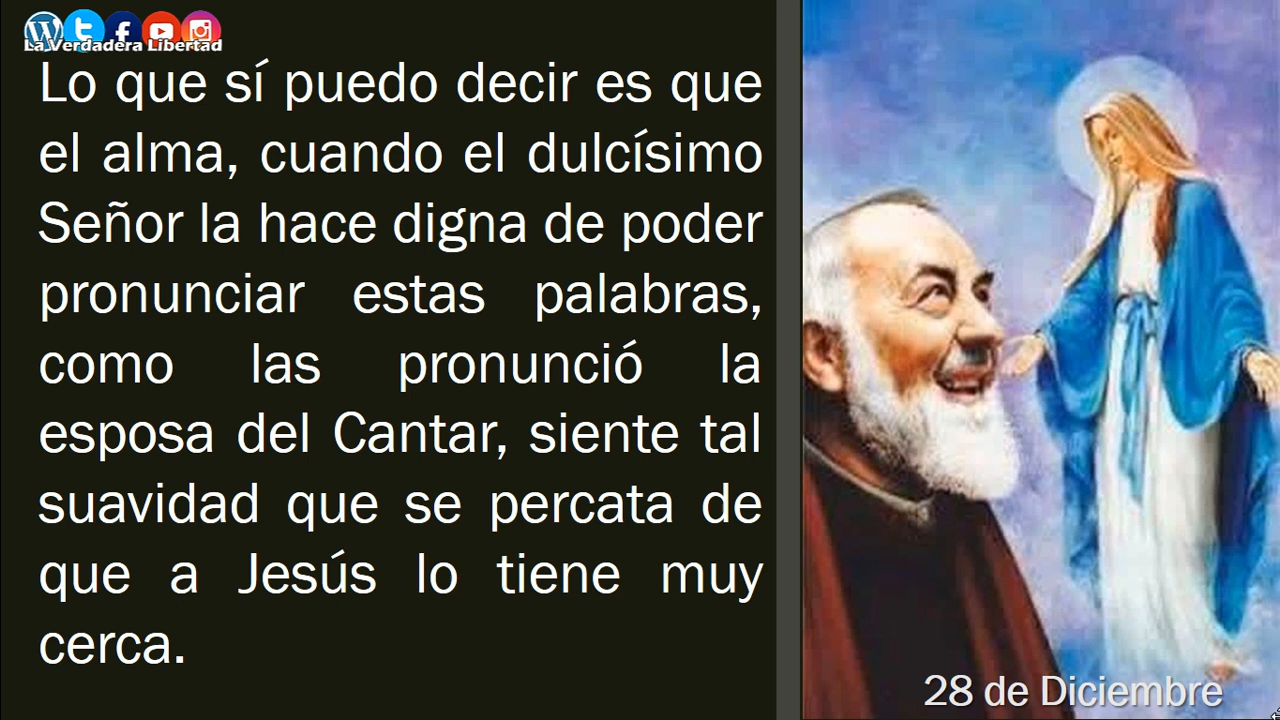 La Verdadera Libertad
Lo que sí puedo decir es que
el alma, cuando el dulcísimo
Señor la hace digna de poder
pronunciar estas palabras,
como las pronunció la
esposa del Cantar, siente tal
suavidad que se percata de
que a Jesús lo tiene muy
cerca.
28 de Diciembre